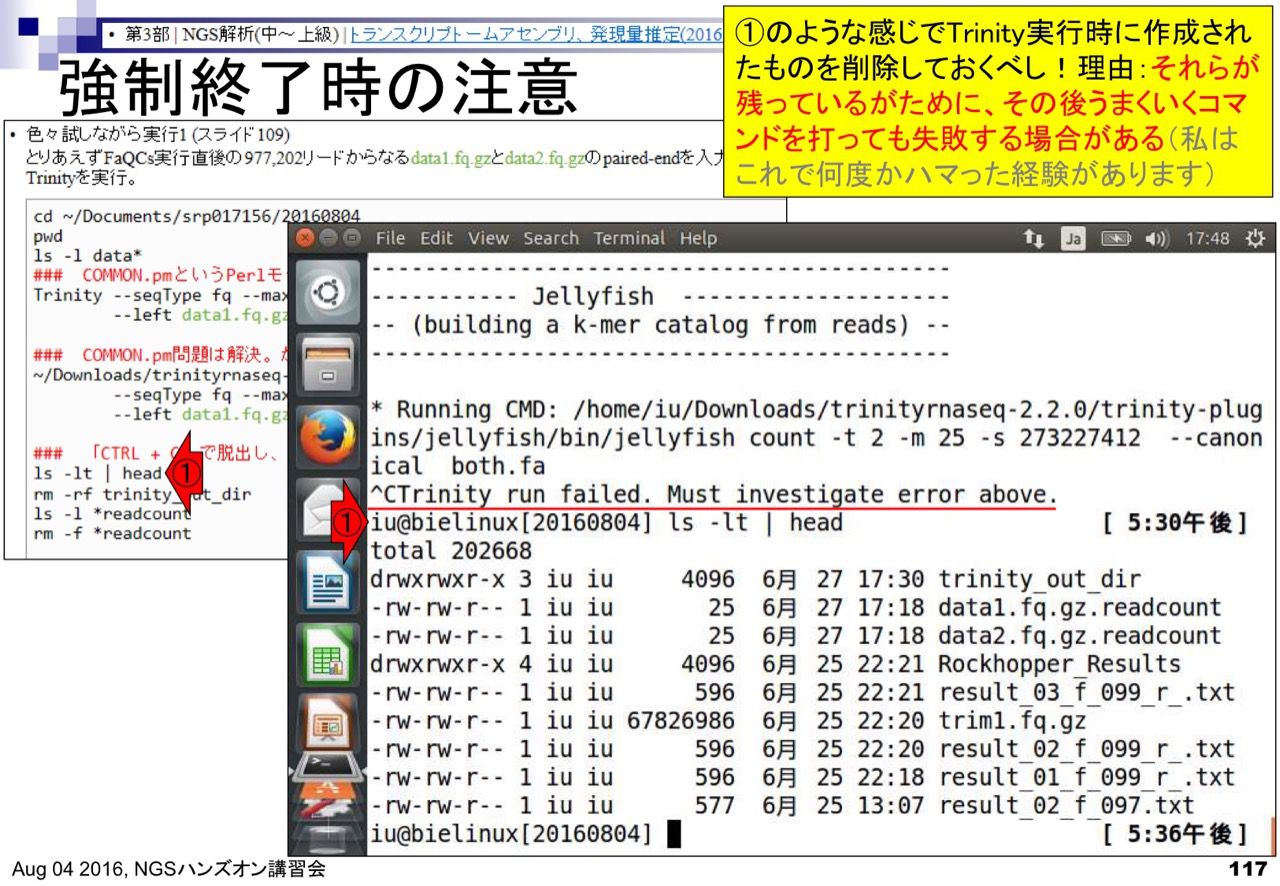 • 第3部 | NGS解析(中～上級) | トランスクリプトームアセンブリ、発現量推定(2016
強制終了時の注意
①のような感じでTrinity実行時に作成され
たものを削除しておくべし！理由：それらが
残っているがために、その後うまくいくコマ
ンドを打っても失敗する場合がある（私は
これで何度かハマった経験があります）
• 色々試しながら実行1 (スライド109)
とりあえずFaQCs実行直後の977,202リードからなるdata1.fq.gzとdata2.fq.gzのpaired-endを入
Trinityを実行。
cd ~/Documents/srp017156/20160804
pwd
ls -l data*
### COMMON.pmというPerlモ
Trinity --seqType fq --max
--left data1.fq.gz
### COMMON.pm問題は解決。
~/Downloads/trinityrnaseq-
--seqType fq --max
--left data1.fq.gz
### 「CTRL + で脱出し、
ls -lt | head
①
rm -rf trinity_out_dir
ls -l *readcount
rm -f *readcount
File Edit View Search Terminal Help
Ja 17:48
-------------------------------------------
----------- Jellyfish --------------------
-- (building a k-mer catalog from reads) --
-------------------------------------------
* Running CMD: /home/iu/Downloads/trinityrnaseq-2.2.0/trinity-plug
ins/jellyfish/bin/jellyfish count -t 2 -m 25 -s 273227412 --canon
ical both.fa
^CTrinity run failed. Must investigate error above.
①
iu@bielinux[20160804] ls -lt | head [ 5:30午後]
total 202668
drwxrwxr-x 3 iu iu 4096 6月 27 17:30 trinity_out_dir
-rw-rw-r-- 1 iu iu 25 6月 27 17:18 data1.fq.gz.readcount
-rw-rw-r-- 1 iu iu 25 6月 27 17:18 data2.fq.gz.readcount
drwxrwxr-x 4 iu iu 4096 6月 25 22:21 Rockhopper_Results
-rw-rw-r-- 1 iu iu 596 6月 25 22:21 result_03_f_099_r_.txt
-rw-rw-r-- 1 iu iu 67826986 6月 25 22:20 trim1.fq.gz
-rw-rw-r-- 1 iu iu 596 6月 25 22:20 result_02_f_099_r_.txt
-rw-rw-r-- 1 iu iu 596 6月 25 22:18 result_01_f_099_r_.txt
-rw-rw-r-- 1 iu iu 577 6月 25 13:07 result_02_f_097.txt
iu@bielinux[20160804] [ 5:36午後]
Aug 04 2016, NGSハンズオン講習会
117